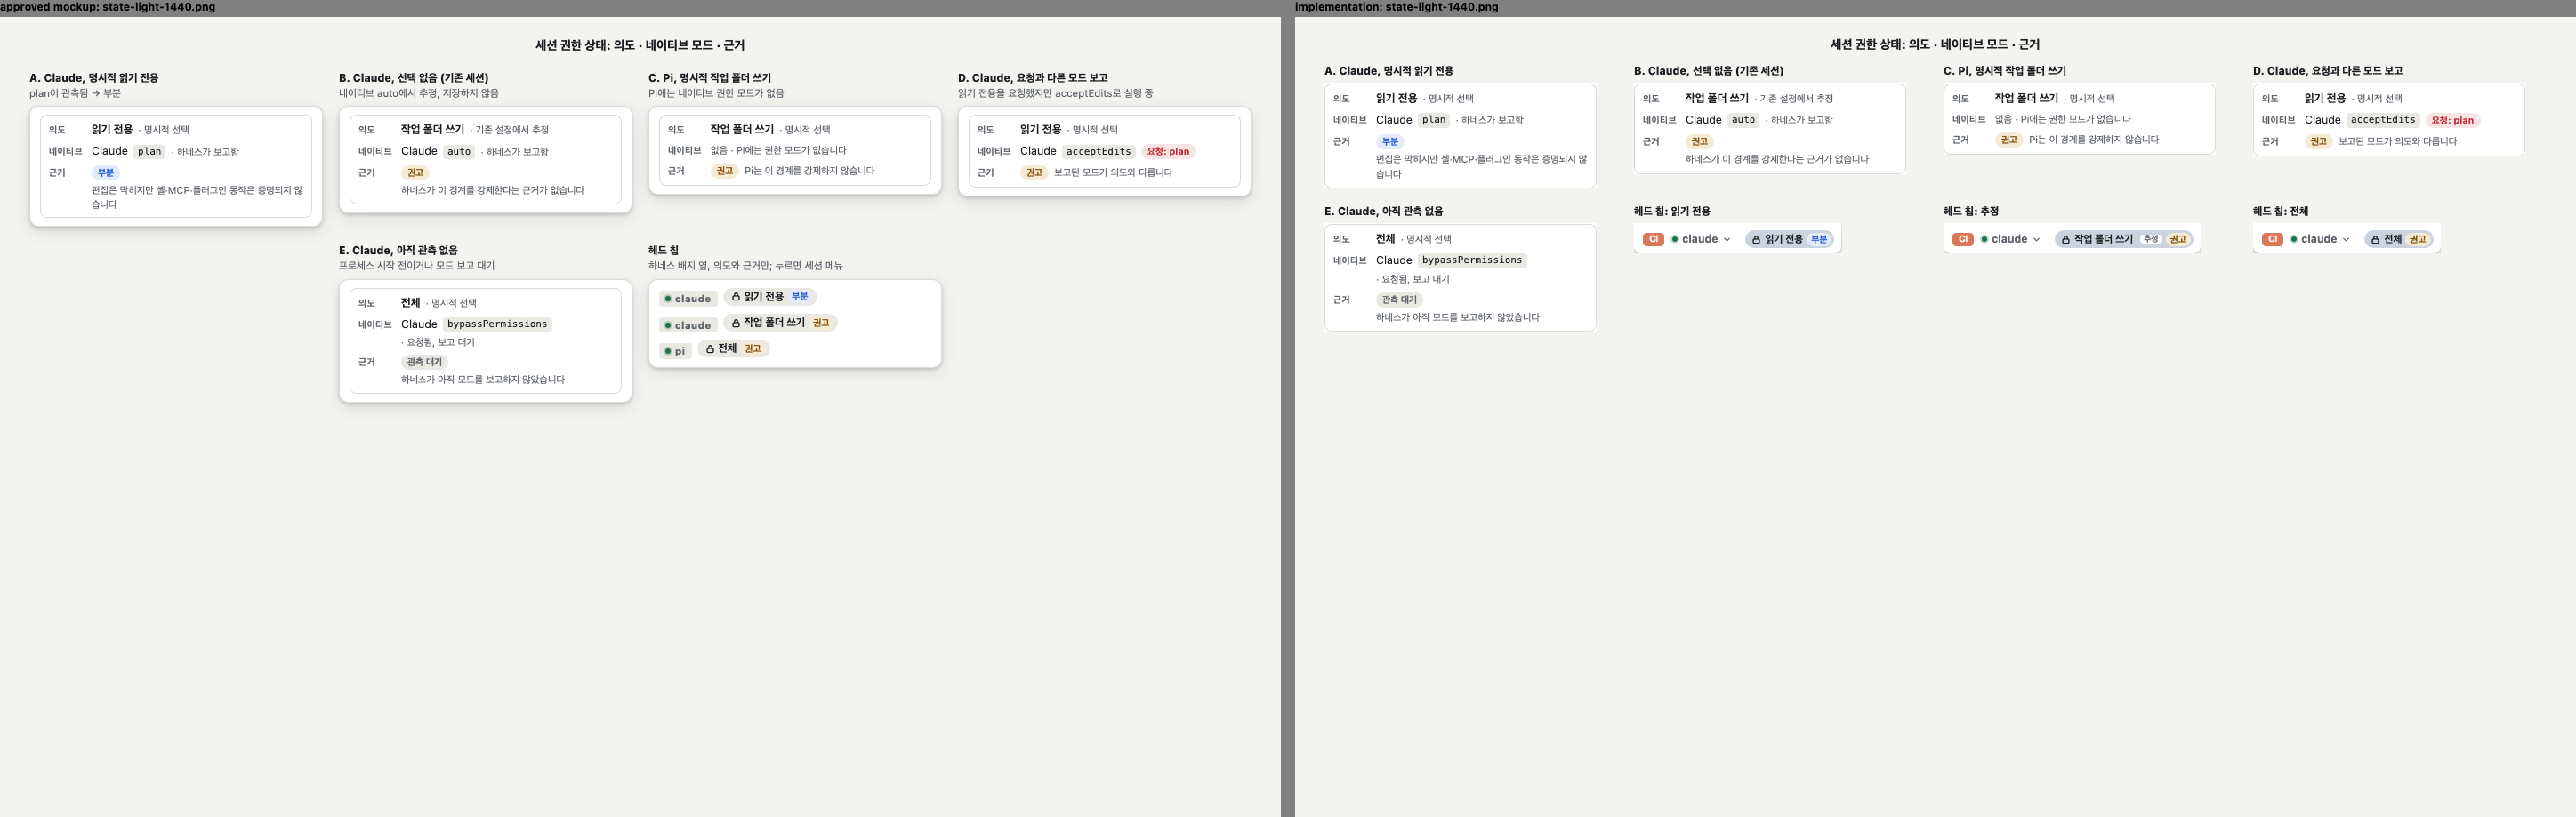 approved mockup: state-light-1440.png
세션 권한 상태: 의도 · 네이티브 모드 · 근거
A. Claude, 명시적 읽기 전용
plan이 관측됨 → 부분
의도 읽기 전용 · 명시적 선택
네이티브 Claude plan · 하네스가 보고함
근거 부분
편집은 막히지만 셸·MCP·플러그인 동작은 증명되지 않
습니다
B. Claude, 선택 없음 (기존 세션)
네이티브 auto에서 추정, 저장하지 않음
의도 작업 폴더 쓰기 · 기존 설정에서 추정
네이티브 Claude auto · 하네스가 보고함
근거 권고
하네스가 이 경계를 강제한다는 근거가 없습니다
C. Pi, 명시적 작업 폴더 쓰기
Pi에는 네이티브 권한 모드가 없음
의도 작업 폴더 쓰기 · 명시적 선택
네이티브 없음 · Pi에는 권한 모드가 없습니다
근거 권고 Pi는 이 경계를 강제하지 않습니다
D. Claude, 요청과 다른 모드 보고
읽기 전용을 요청했지만 acceptEdits로 실행 중
의도 읽기 전용 · 명시적 선택
네이티브 Claude acceptEdits 요청: plan
근거 권고 보고된 모드가 의도와 다릅니다
E. Claude, 아직 관측 없음
프로세스 시작 전이거나 모드 보고 대기
의도 전체 · 명시적 선택
네이티브 Claude bypassPermissions
· 요청됨, 보고 대기
근거 관측 대기
하네스가 아직 모드를 보고하지 않았습니다
헤드 칩
하네스 배지 옆, 의도와 근거만; 누르면 세션 메뉴
claude 읽기 전용 부분
claude 작업 폴더 쓰기 권고
pi 전체 권고
implementation: state-light-1440.png
세션 권한 상태: 의도 · 네이티브 모드 · 근거
A. Claude, 명시적 읽기 전용
의도 읽기 전용 · 명시적 선택
네이티브 Claude plan · 하네스가 보고함
근거 부분
편집은 막히지만 셸·MCP·플러그인 동작은 증명되지 않
습니다
B. Claude, 선택 없음 (기존 세션)
의도 작업 폴더 쓰기 · 기존 설정에서 추정
네이티브 Claude auto · 하네스가 보고함
근거 권고
하네스가 이 경계를 강제한다는 근거가 없습니다
C. Pi, 명시적 작업 폴더 쓰기
의도 작업 폴더 쓰기 · 명시적 선택
네이티브 없음 · Pi에는 권한 모드가 없습니다
근거 권고 Pi는 이 경계를 강제하지 않습니다
D. Claude, 요청과 다른 모드 보고
의도 읽기 전용 · 명시적 선택
네이티브 Claude acceptEdits 요청: plan
근거 권고 보고된 모드가 의도와 다릅니다
E. Claude, 아직 관측 없음
의도 전체 · 명시적 선택
네이티브 Claude bypassPermissions
· 요청됨, 보고 대기
근거 관측 대기
하네스가 아직 모드를 보고하지 않았습니다
헤드 칩: 읽기 전용
Cl claude 읽기 전용 부분
헤드 칩: 추정
Cl claude 작업 폴더 쓰기 추정 권고
헤드 칩: 전체
Cl claude 전체 권고